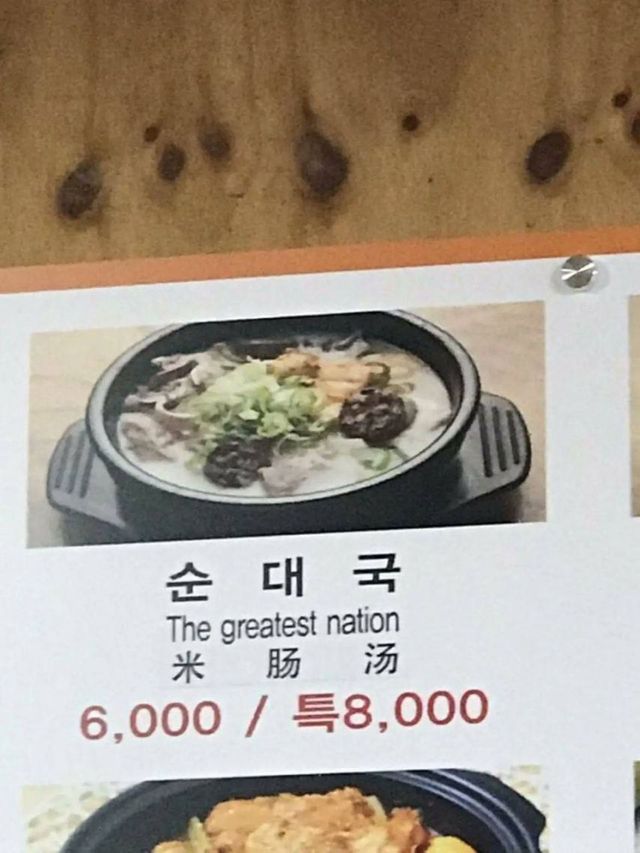 순 대 국
The greatest nation
米 肠 汤
6,000 / 특8,000